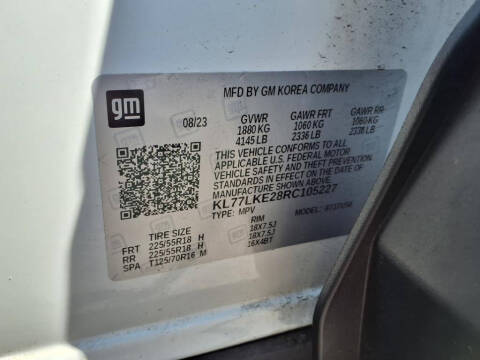 MFD BY GM KOREA COMPANY
gm
08/23 GVWR GAWR FRT GAWR RR
1880 KG 1060 KG 1060 KG
4145 LB 2336 LB 2336 LB
THIS VEHICLE CONFORMS TO ALL
APPLICABLE U.S. FEDERAL MOTOR
VEHICLE SAFETY AND THEFT PREVENTION
STANDARDS IN EFFECT ON THE DATE OF
MANUFACTURE SHOWN ABOVE.
KL77LKE28RC105227
TYPE: MPV MODEL:
TIRE SIZE RIM
FRT 225/55R18 H 18X7.5J
RR 225/55R18 H 18X7.5J
SPA T125/70R16 M 16X4BT